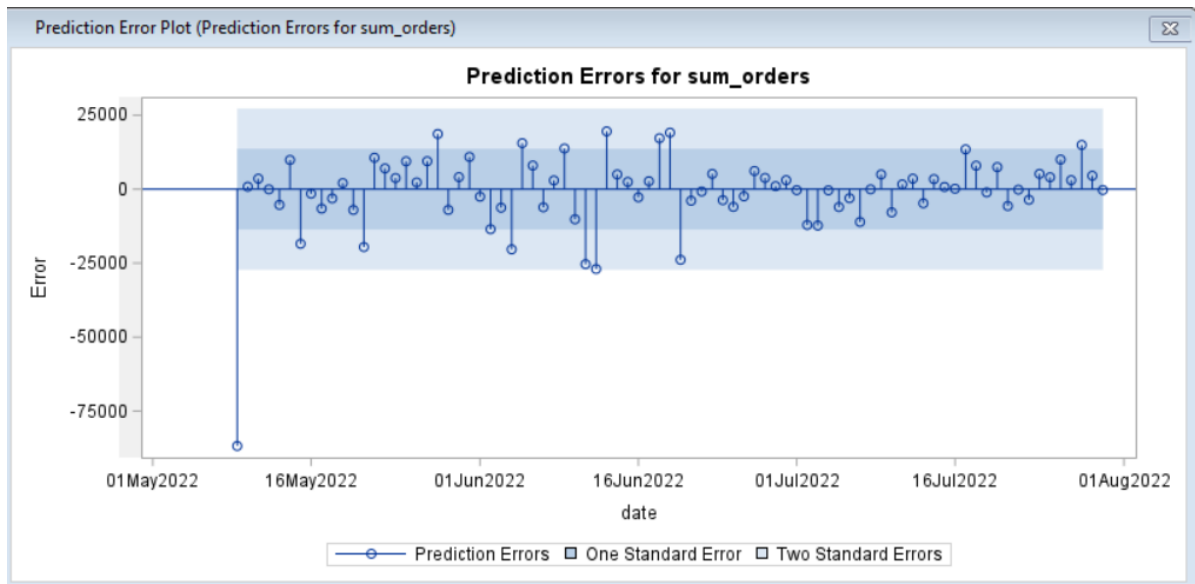 Prediction Error Plot (Prediction Errors for sum_orders)
Prediction Errors for sum_orders
25000
0
-25000
-50000
-75000
Error
01May2022 16May2022 01Jun2022 16Jun2022 01Jul2022 16Jul2022 01Aug2022
date
Prediction Errors One Standard Error Two Standard Errors